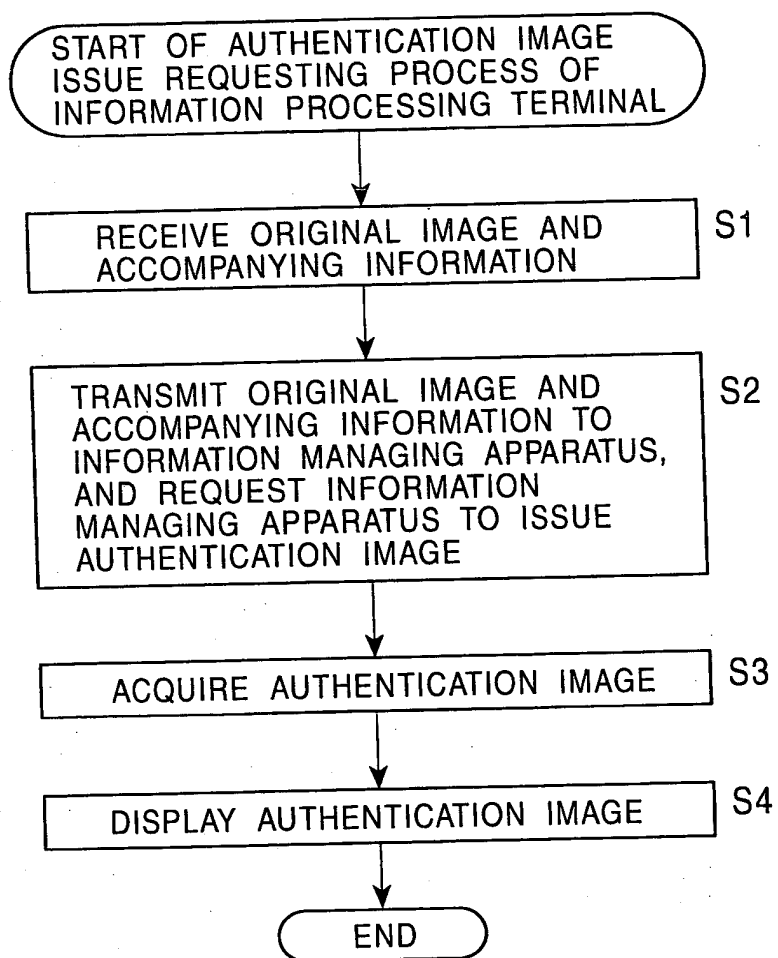 START OF AUTHENTICATION IMAGE
ISSUE REQUESTING PROCESS OF
INFORMATION PROCESSING TERMINAL
RECEIVE ORIGINAL IMAGE AND
ACCOMPANYING INFORMATION
S1
TRANSMIT ORIGINAL IMAGE AND
ACCOMPANYING INFORMATION TO
INFORMATION MANAGING APPARATUS,
AND REQUEST INFORMATION
MANAGING APPARATUS TO ISSUE
AUTHENTICATION IMAGE
S2
ACQUIRE AUTHENTICATION IMAGE
S3
DISPLAY AUTHENTICATION IMAGE
S4
END